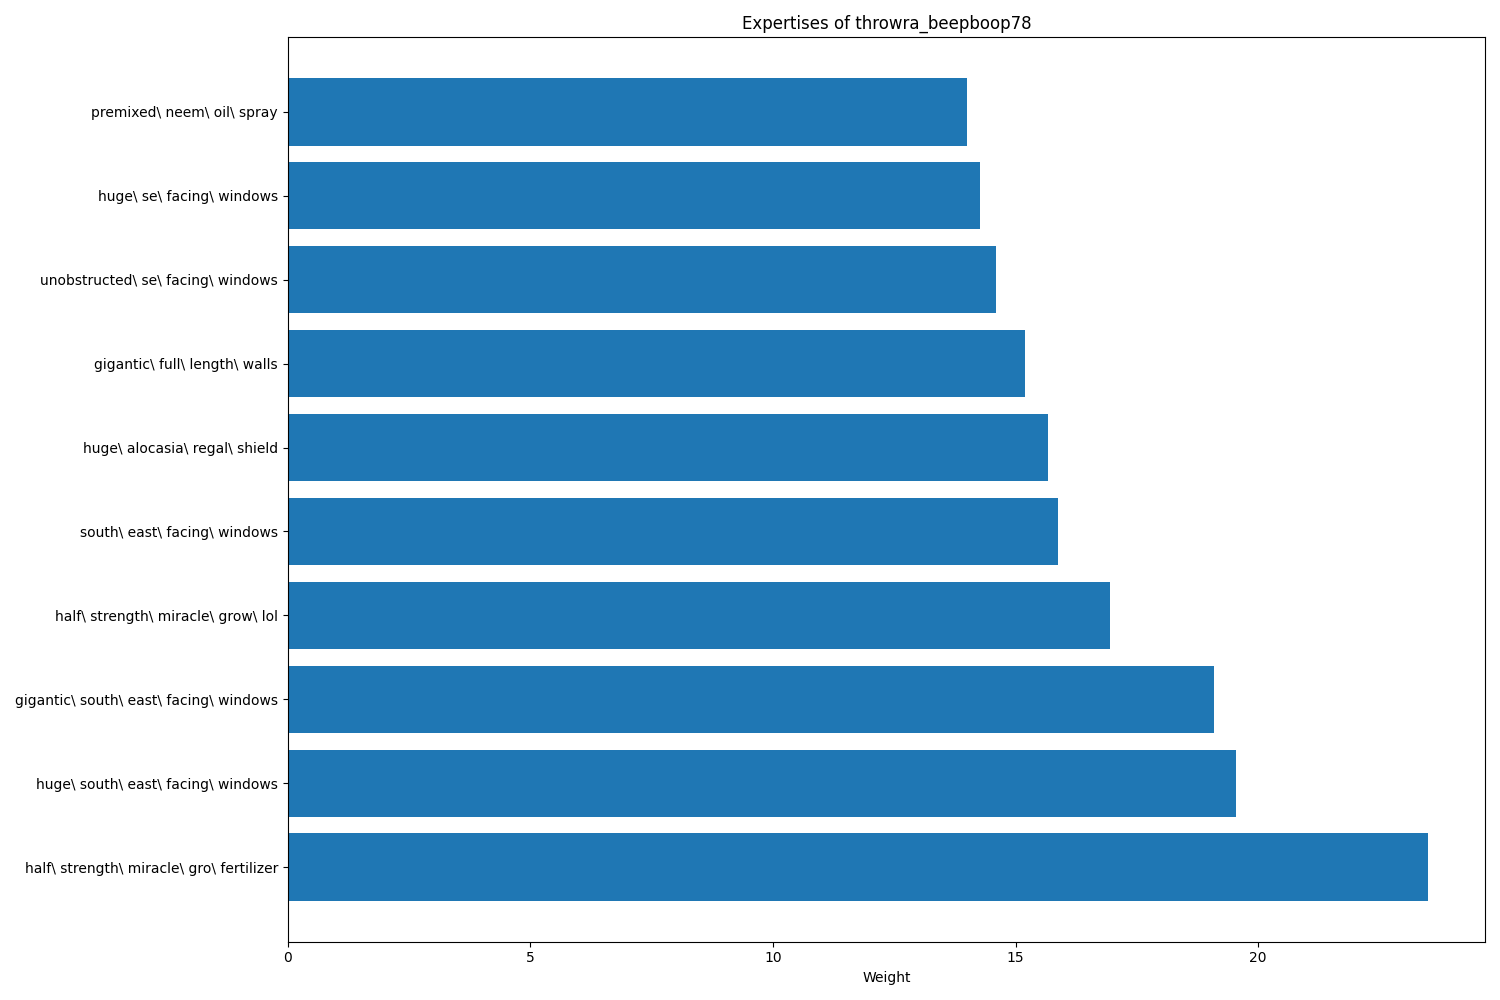 Expertises of throwra_beepboop78
premixed\ neem\ oil\ spray
huge\ se\ facing\ windows
unobstructed\ se\ facing\ windows
gigantic\ full\ length\ walls
huge\ alocasia\ regal\ shield
south\ east\ facing\ windows
half\ strength\ miracle\ grow\ lol
gigantic\ south\ east\ facing\ windows
huge\ south\ east\ facing\ windows
half\ strength\ miracle\ gro\ fertilizer
0 5 10 15 20
Weight